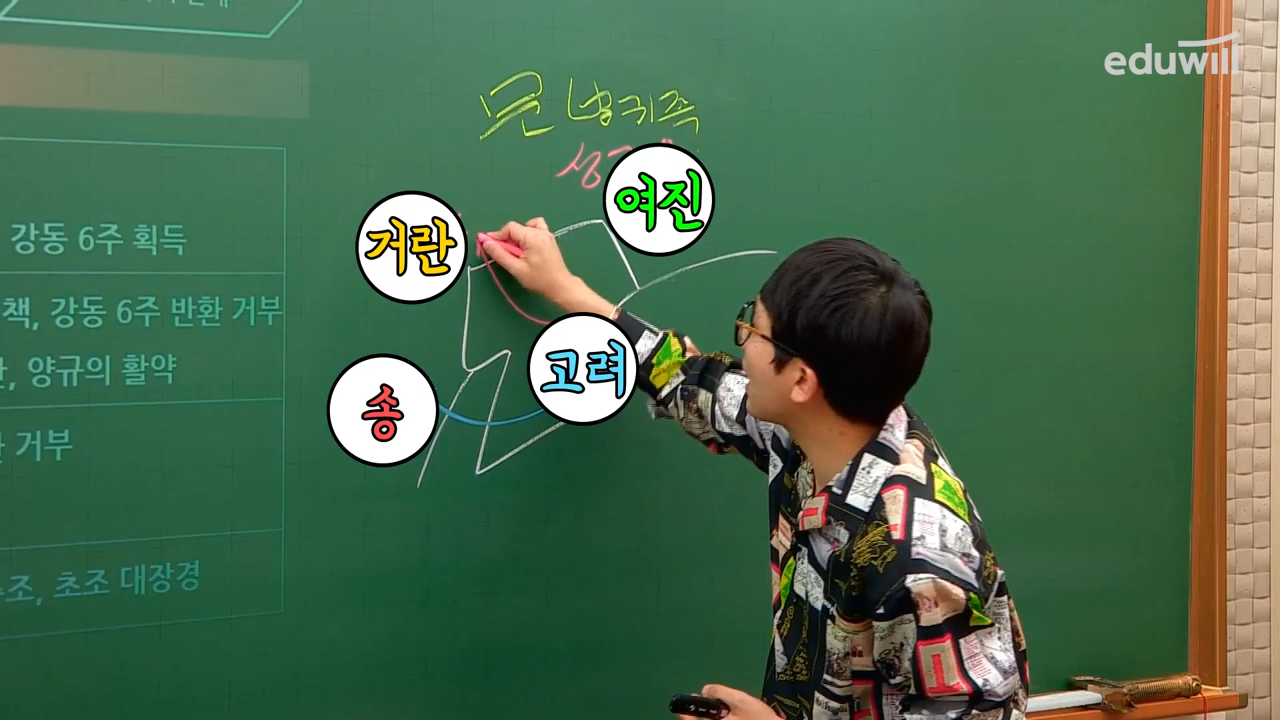 eduwill
문 벌귀족
거란
여진
송
고려
강동 6주 획득
책, 강동 6주 반환 거부
, 양규의 활약
거부
조, 초조 대장경